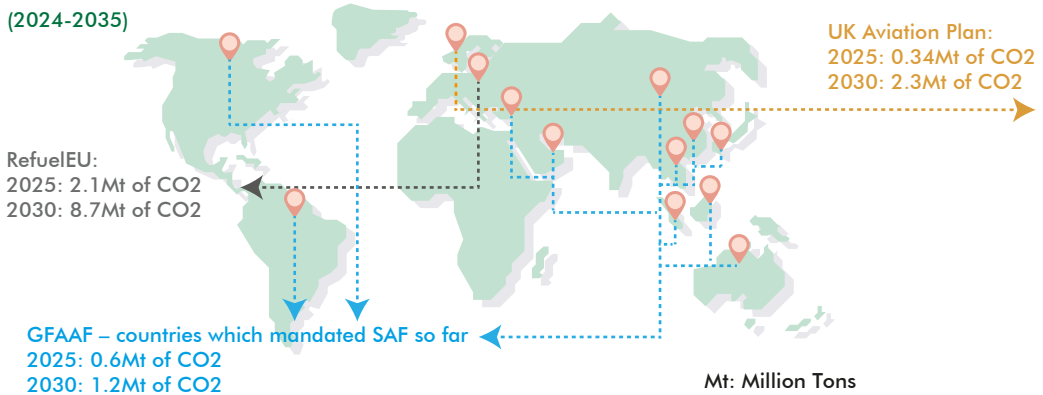 (2024-2035)
UK Aviation Plan:
2025: 0.34Mt of CO2
2030: 2.3Mt of CO2
RefuelEU:
2025: 2.1Mt of CO2
2030: 8.7Mt of CO2
GFAAF – countries which mandated SAF so far
2025: 0.6Mt of CO2
2030: 1.2Mt of CO2
Mt: Million Tons